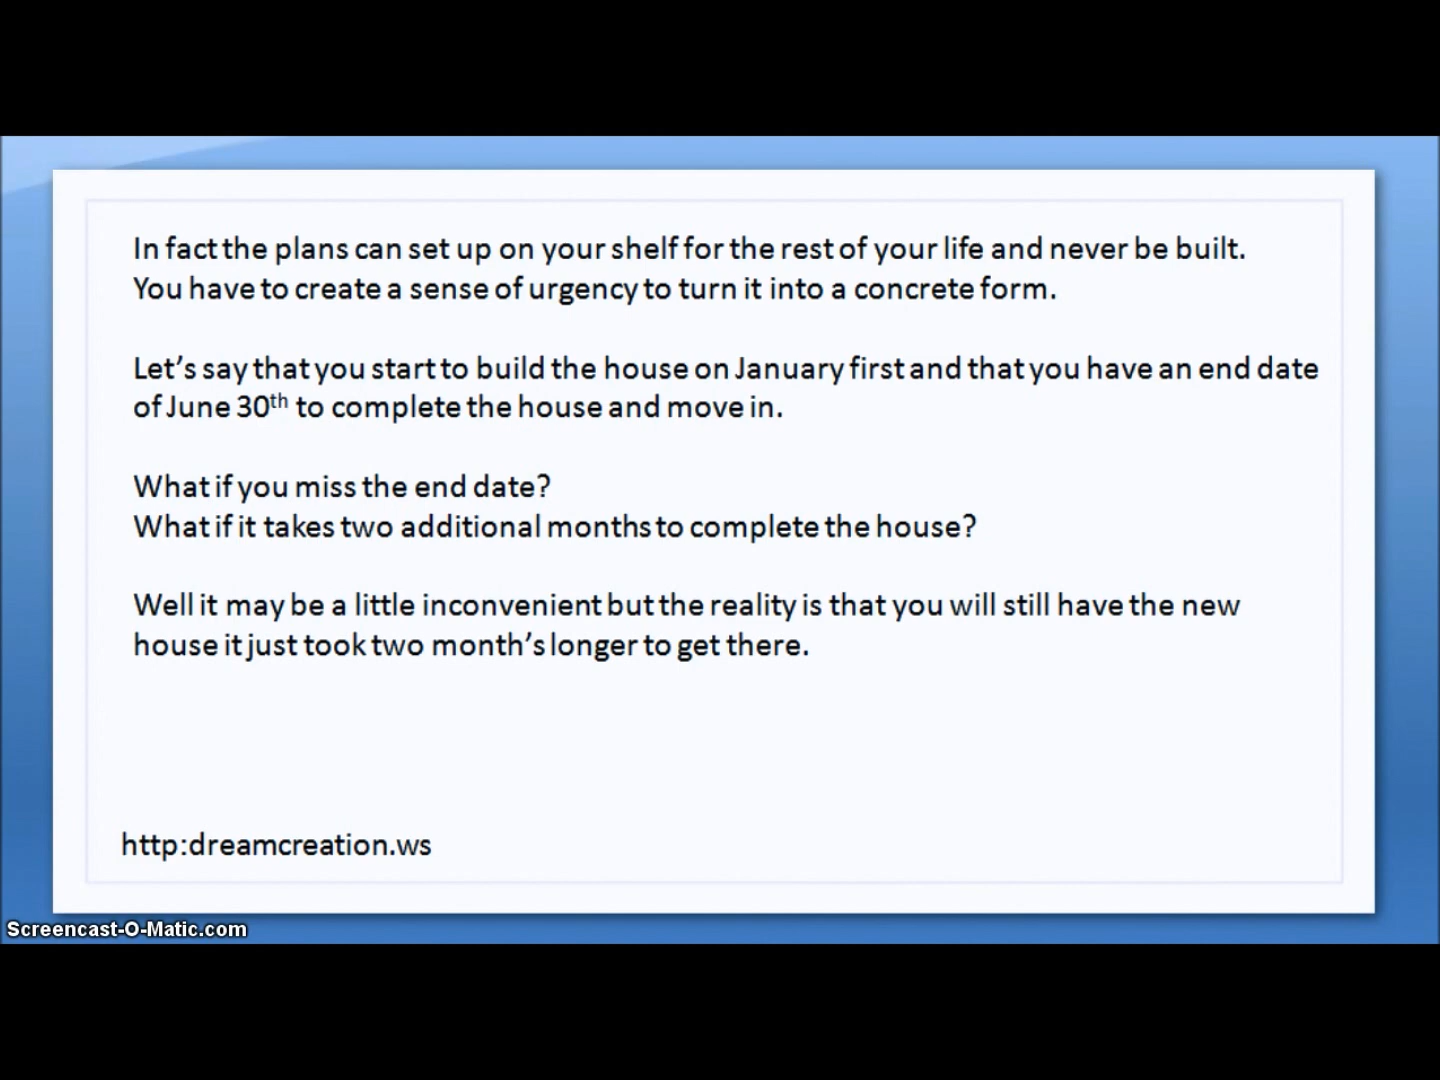 In fact the plans can set up on your shelf for the rest of your life and never be built.
You have to create a sense of urgency to turn it into a concrete form.
Let’s say that you start to build the house on January first and that you have an end date
of June 30th to complete the house and move in.
What if you miss the end date?
What if it takes two additional months to complete the house?
Well it may be a little inconvenient but the reality is that you will still have the new
house it just took two month’s longer to get there.
http:dreamcreation.ws
Screencast-O-Matic.com